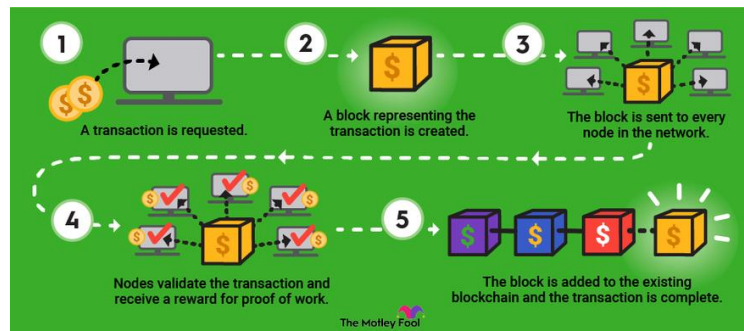 1
A transaction is requested.
2
A block representing the
transaction is created.
3
The block is sent to every
node in the network.
4
Nodes validate the transaction and
receive a reward for proof of work.
5
The block is added to the existing
blockchain and the transaction is complete.
The Motley Fool